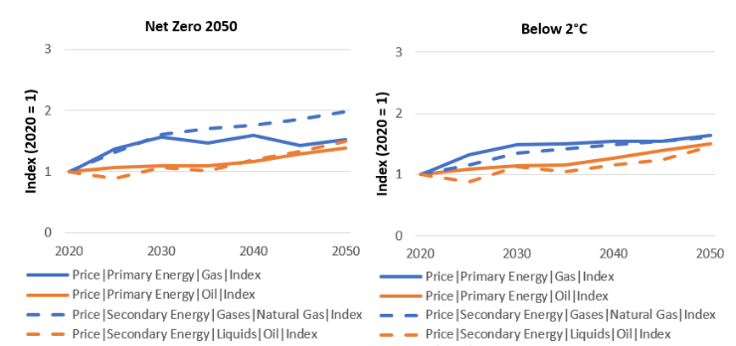 Net Zero 2050
3
2
1
0
Index (2020 = 1)
2020 2030 2040 2050
Price|Primary Energy|Gas|Index
Price|Primary Energy|Oil|Index
Price|Secondary Energy|Gases|Natural Gas|Index
Price|Secondary Energy|Liquids|Oil|Index
Below 2°C
3
2
1
0
Index (2020 = 1)
2020 2030 2040 2050
Price|Primary Energy|Gas|Index
Price|Primary Energy|Oil|Index
Price|Secondary Energy|Gases|Natural Gas|Index
Price|Secondary Energy|Liquids|Oil|Index